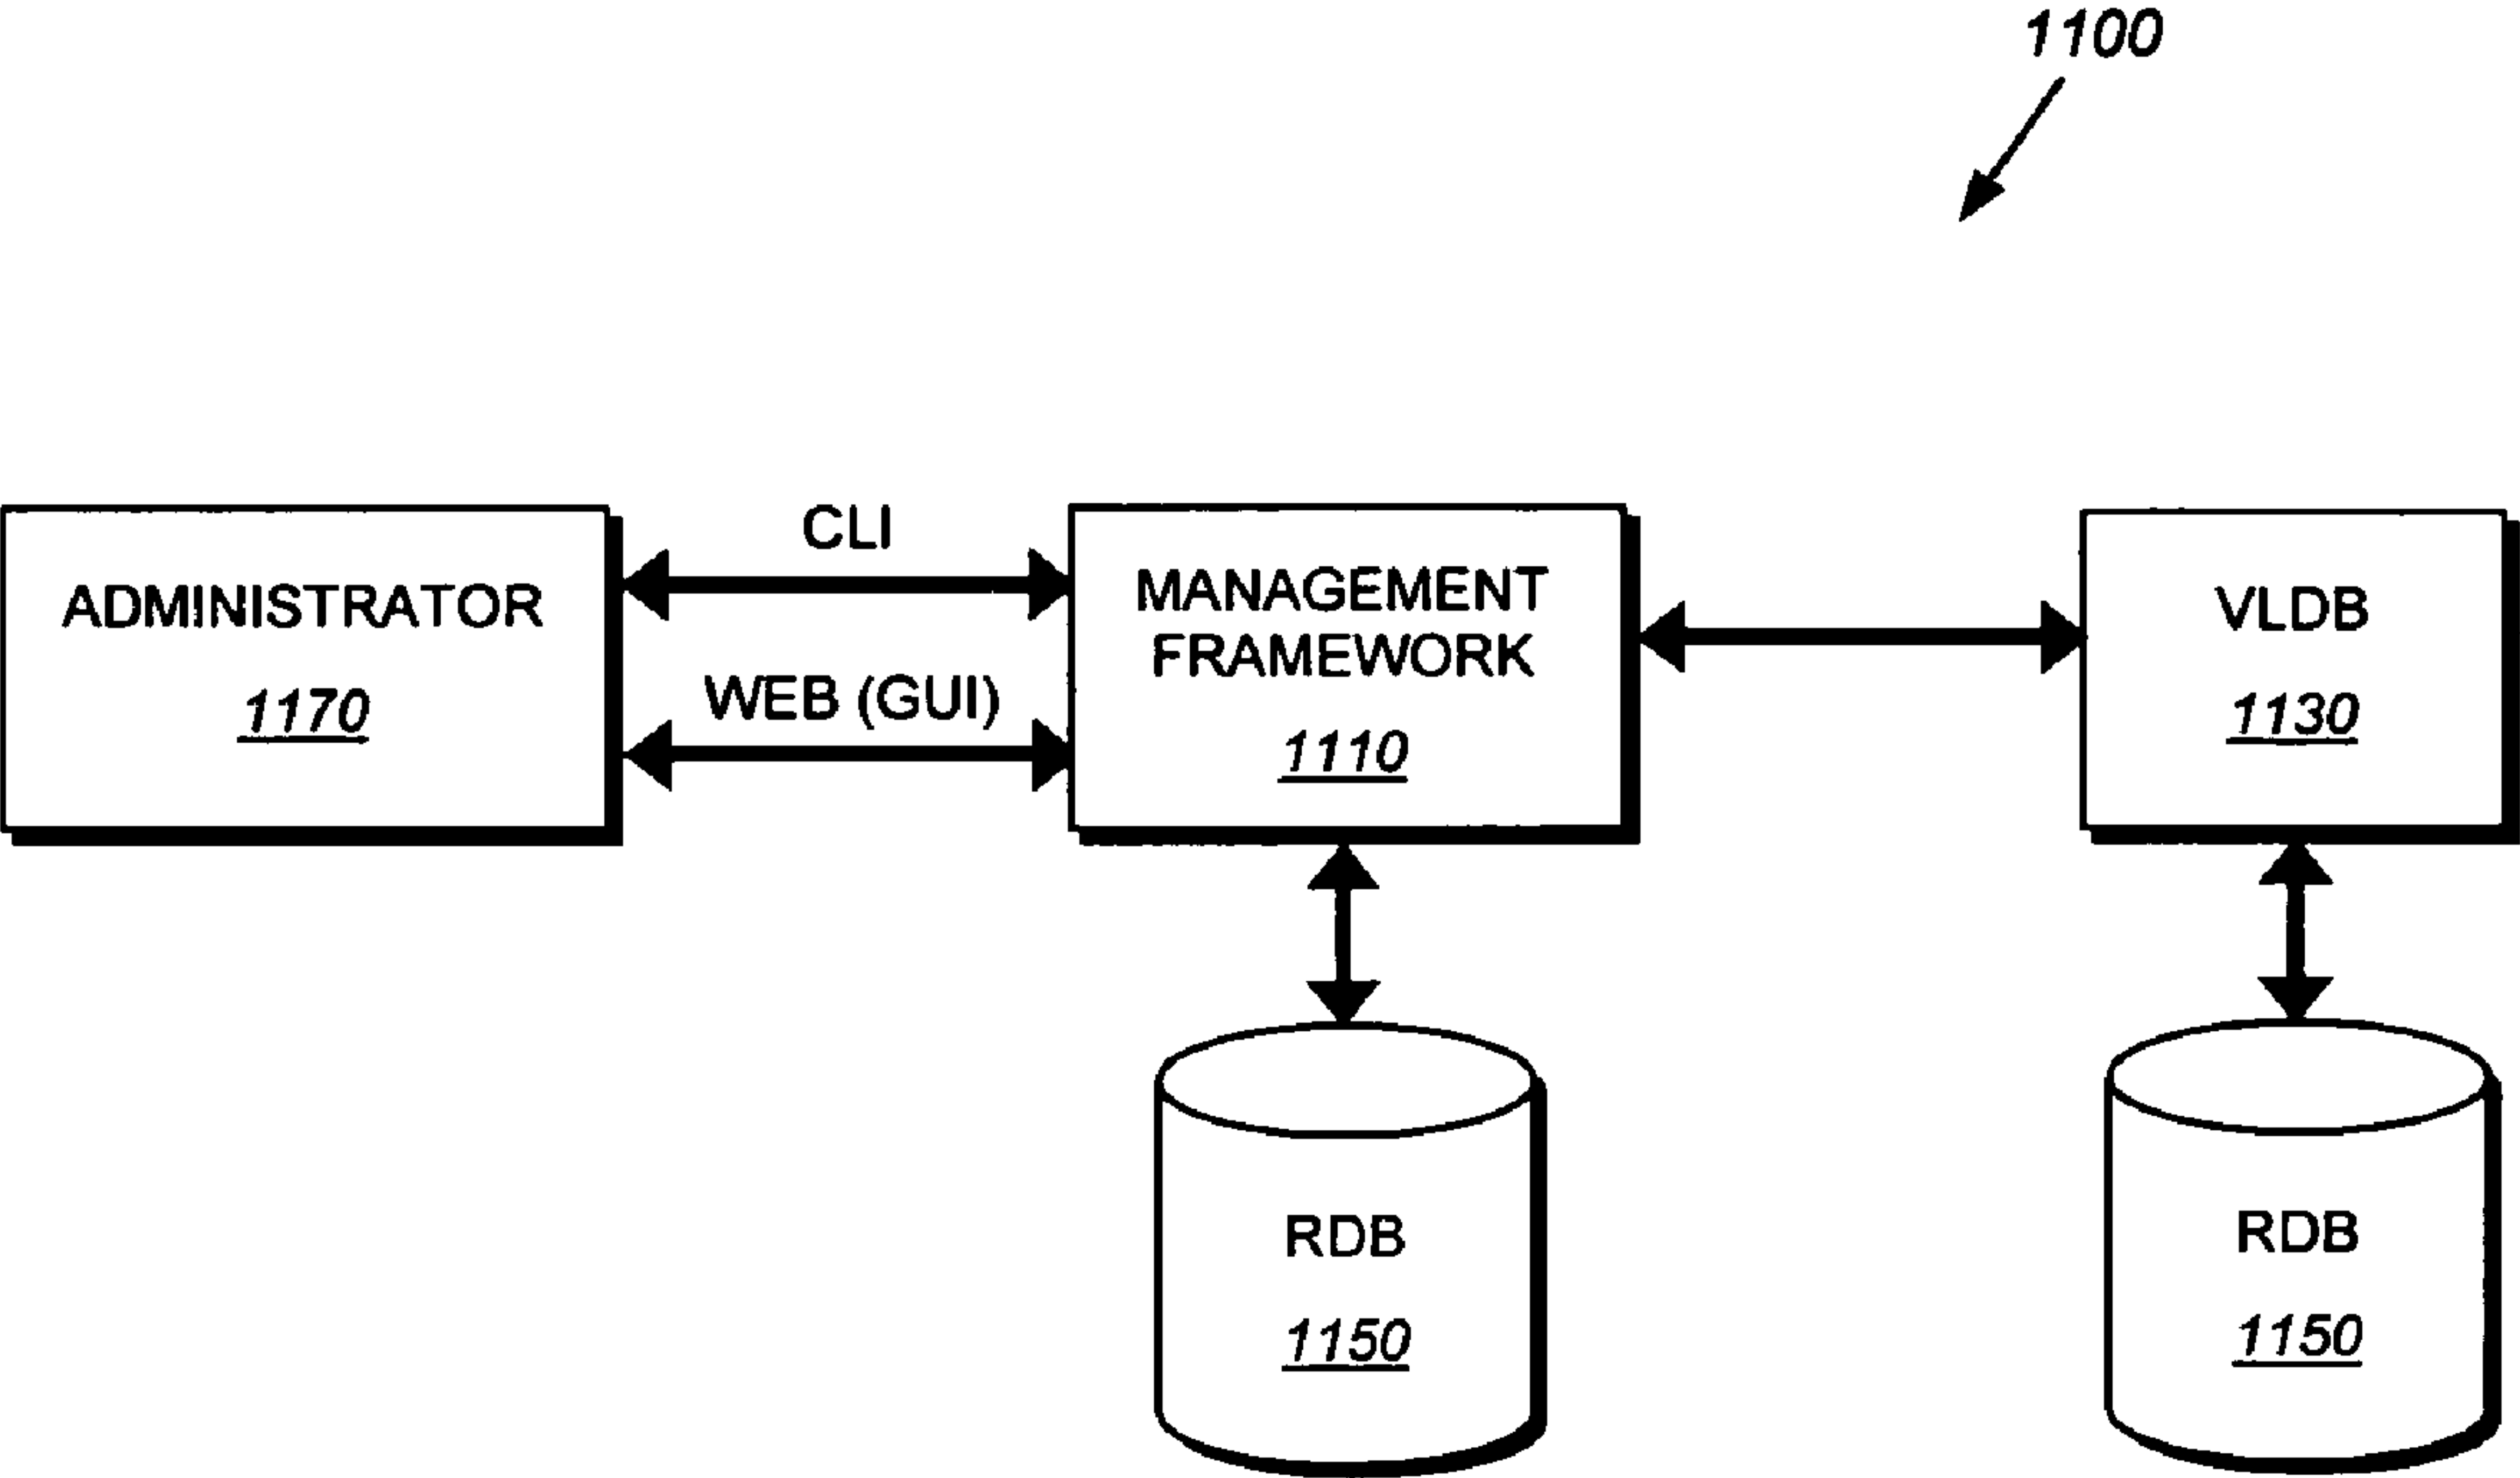 1100
CLI
ADMINISTRATOR
1170
WEB (GUI)
MANAGEMENT
FRAMEWORK
1110
VLDB
1130
RDB
1150
RDB
1150